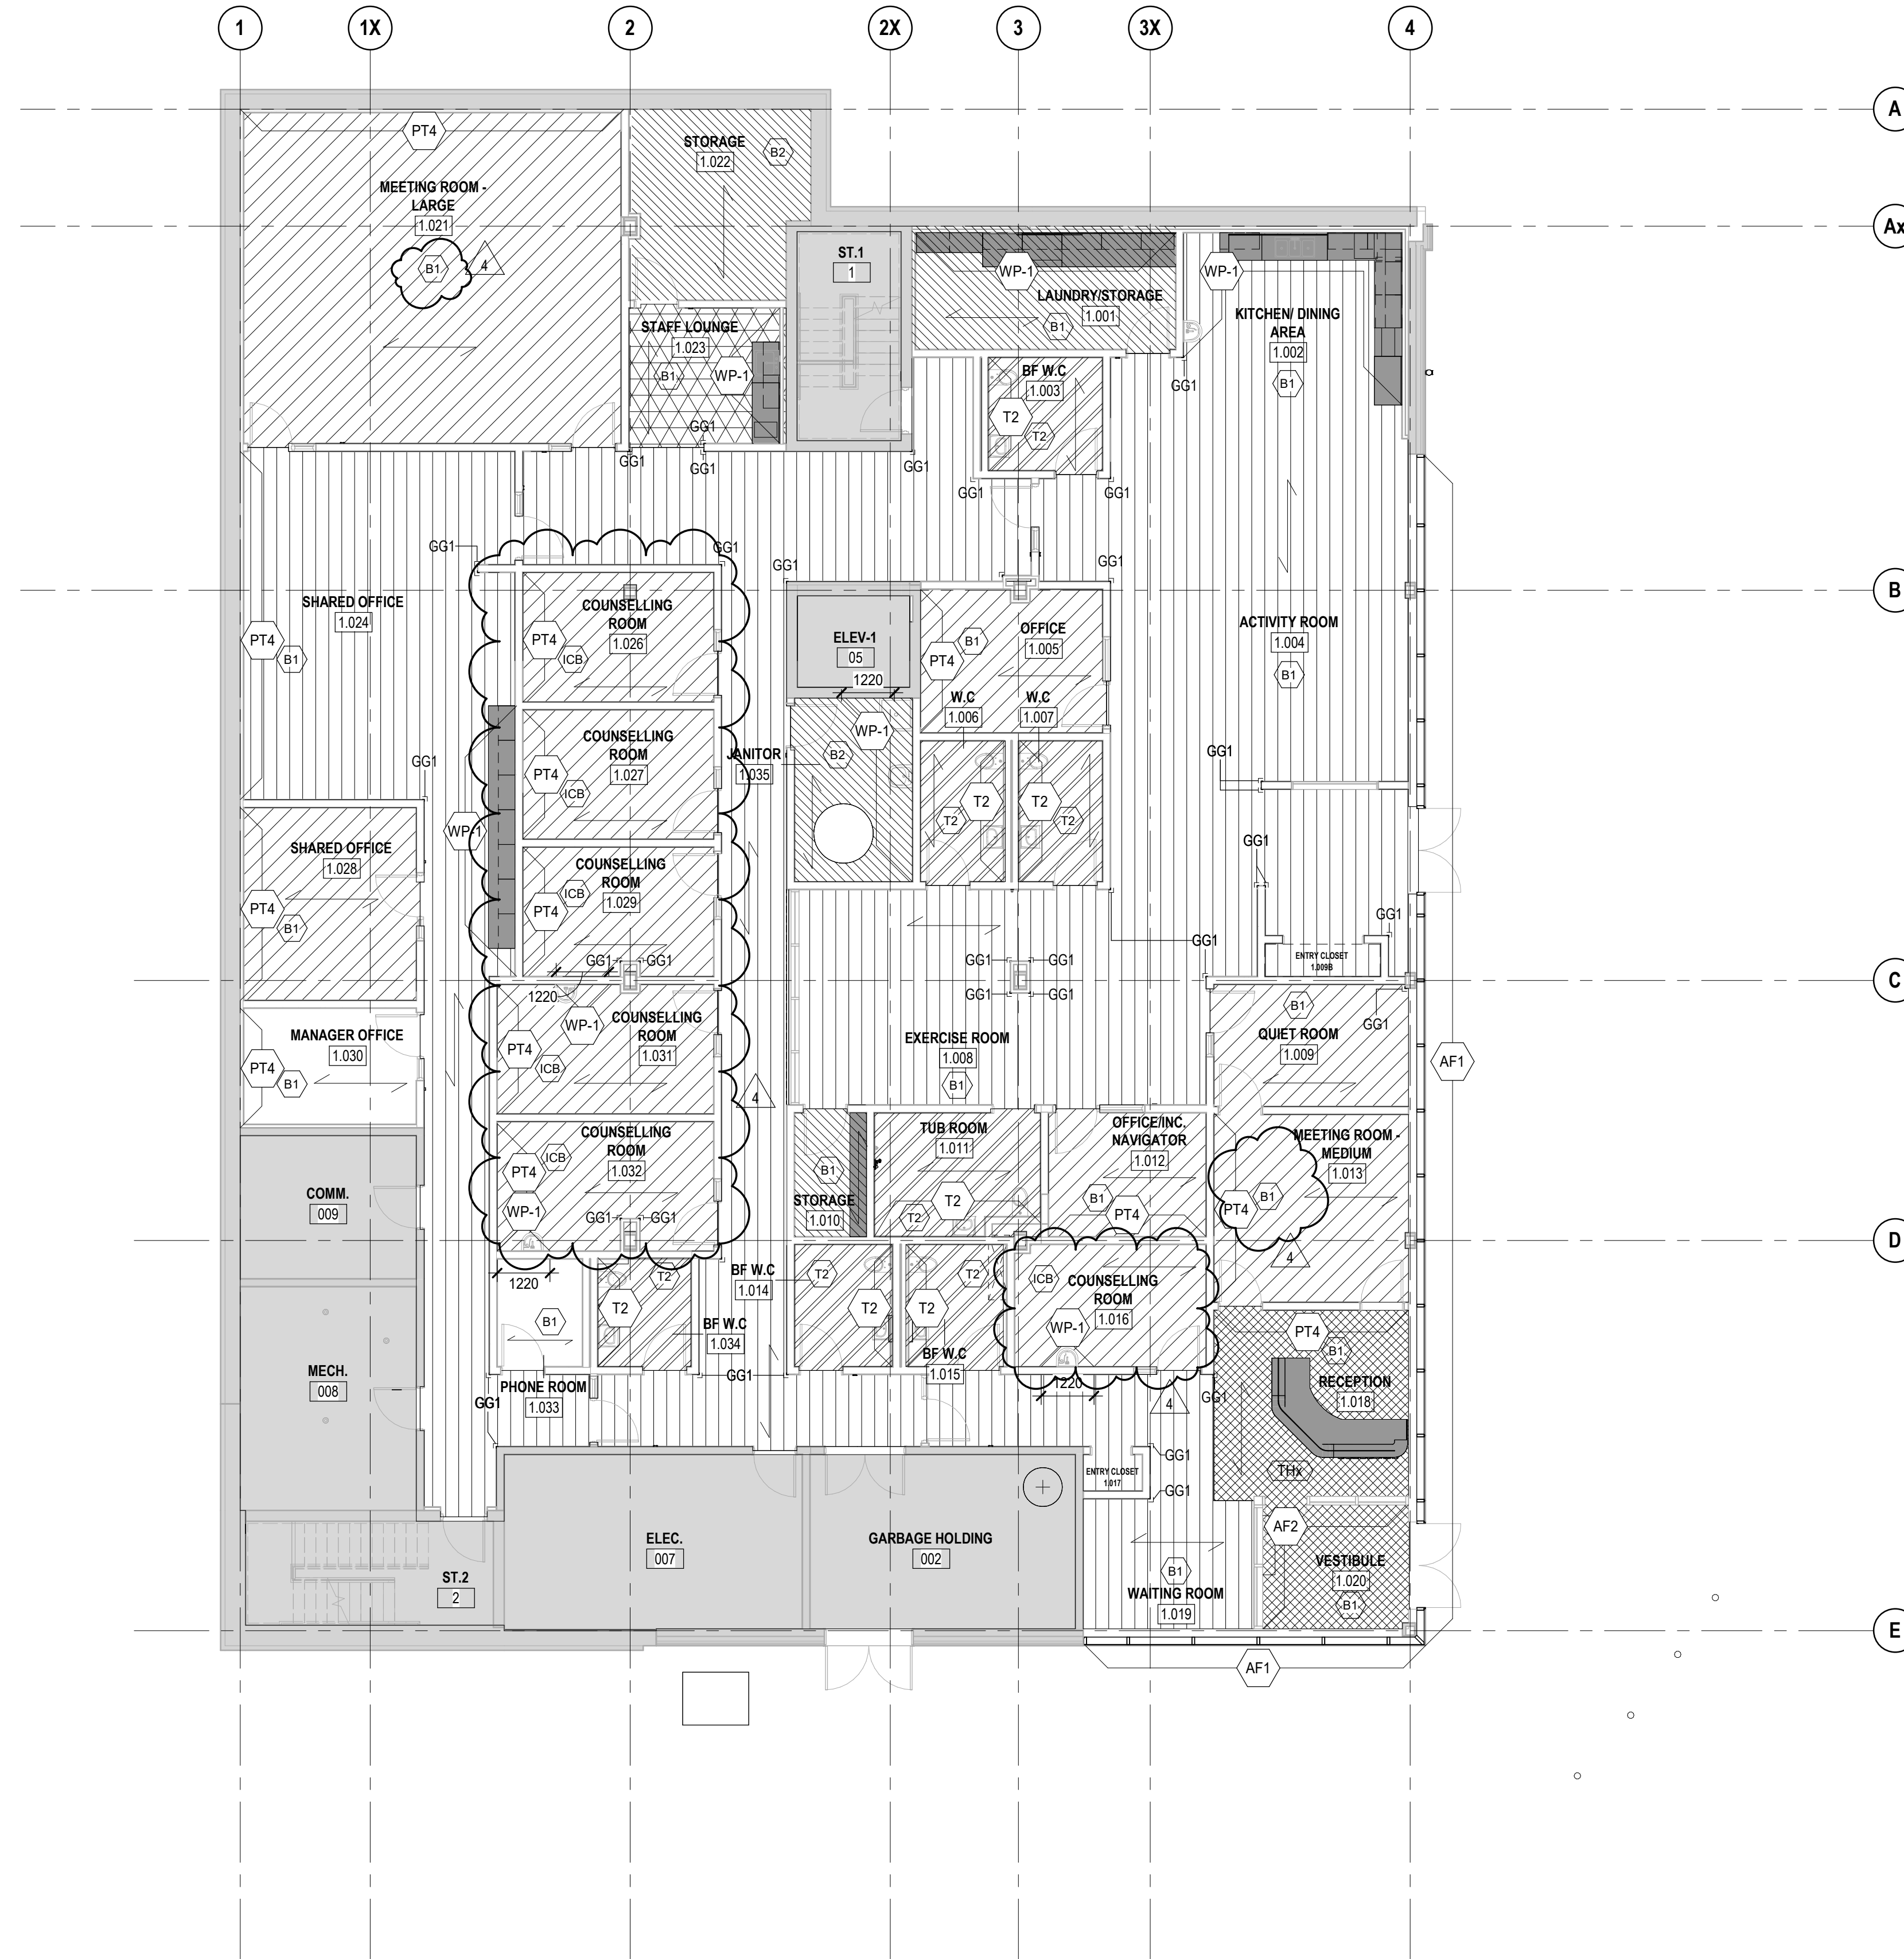 1
1X
2
2X
3
3X
4
A
PT4
STORAGE
1.022
B2
MEETING ROOM -
LARGE
1.021
B1
4
Ax
ST.1
1
WP-1
LAUNDRY/STORAGE
1.001
B1
WP-1
KITCHEN/ DINING
AREA
1.002
B1
STAFF LOUNGE
1.023
B1
WP-1
GG1
GG1
GG1
BF W.C
1.003
T2
T2
GG1
GG1
GG1
GG1
GG1
GG1
GG1
GG1
B
SHARED OFFICE
1.024
PT4
B1
COUNSELLING
ROOM
1.026
PT4
ICB
ELEV-1
05
1220
OFFICE
1.005
B1
PT4
ACTIVITY ROOM
1.004
B1
W.C
1.006
W.C
1.007
COUNSELLING
ROOM
1.027
PT4
ICB
JANITOR
1.035
B2
WP-1
T2
T2
T2
T2
GG1
GG1
WP-1
GG1
SHARED OFFICE
1.028
PT4
B1
COUNSELLING
ROOM
1.029
ICB
PT4
GG1
GG1
GG1
GG1
GG1
GG1
GG1
GG1
ENTRY CLOSET
1.009B
C
1220
WP-1
COUNSELLING
ROOM
1.031
PT4
ICB
MANAGER OFFICE
1.030
PT4
B1
EXERCISE ROOM
1.008
B1
B1
GG1
QUIET ROOM
1.009
AF1
4
COUNSELLING
ROOM
1.032
ICB
PT4
WP-1
GG1
GG1
STORAGE
1.010
B1
TUB ROOM
1.011
T2
T2
OFFICE/INC.
NAVIGATOR
1.012
B1
PT4
MEETING ROOM -
MEDIUM
1.013
PT4
B1
4
COMM.
009
D
1220
B1
T2
T2
BF W.C
1.014
T2
T2
T2
T2
ICB
COUNSELLING
ROOM
1.016
WP-1
BF W.C
1.034
BF W.C
1.015
PT4
B1
MECH.
008
PHONE ROOM
1.033
GG1
GG1
1220
4
GG1
RECEPTION
1.018
THx
ENTRY CLOSET
1.017
GG1
GG1
AF2
ELEC.
007
GARBAGE HOLDING
002
ST.2
2
B1
WAITING ROOM
1.019
VESTIBULE
1.020
B1
E
AF1